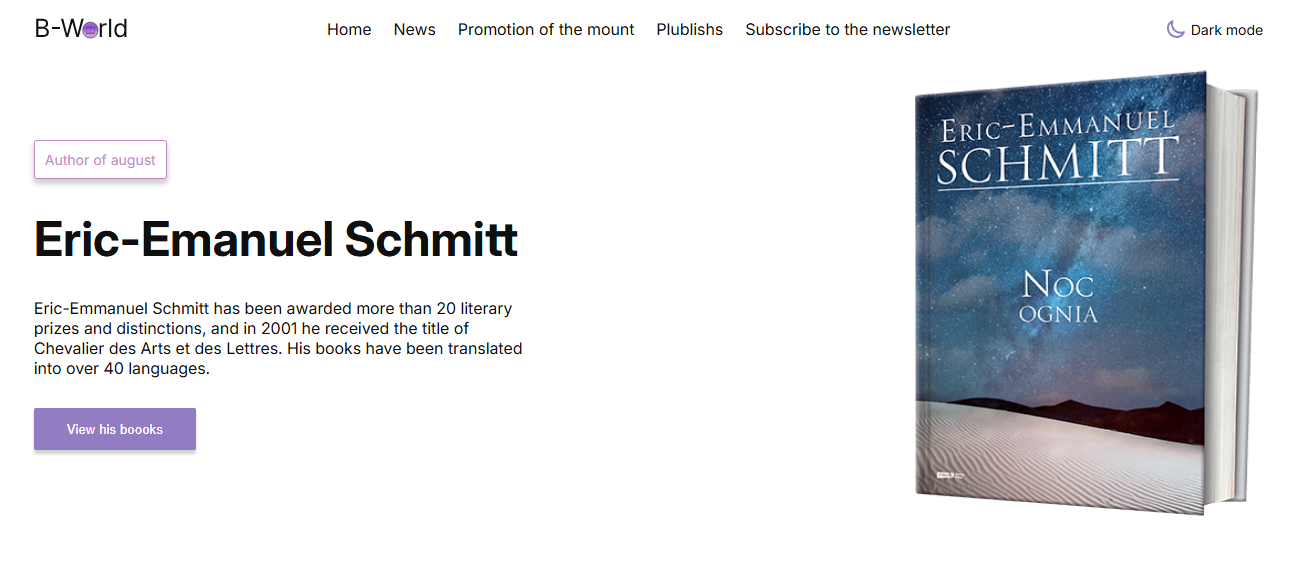 B-World
Home News Promotion of the mount Plublishs Subscribe to the newsletter
Dark mode
Author of august
Eric-Emanuel Schmitt
Eric-Emmanuel Schmitt has been awarded more than 20 literary
prizes and distinctions, and in 2001 he received the title of
Chevalier des Arts et des Lettres. His books have been translated
into over 40 languages.
View his boooks
ERIC-EMMANUEL
SCHMITT
NOC
OGNIA